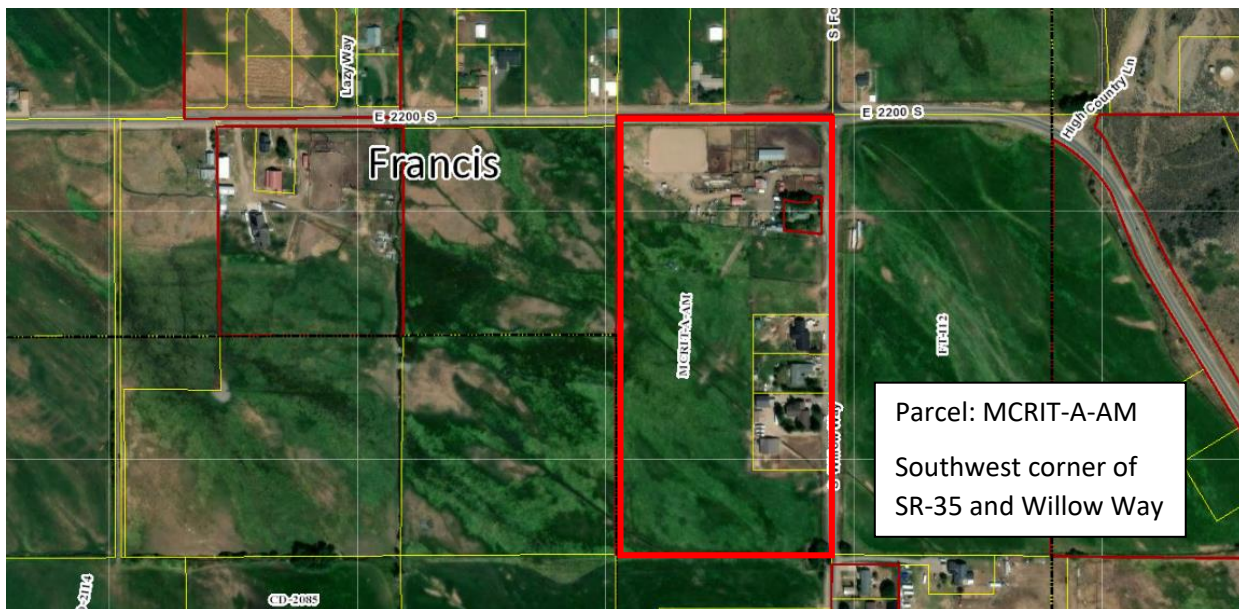 S Fo
Lazy Way
High Country Ln
E 2200 S
E 2200 S
Francis
MCRIT-A-AM
FT-112
Parcel: MCRIT-A-AM
Southwest corner of
SR-35 and Willow Way
CD-2085